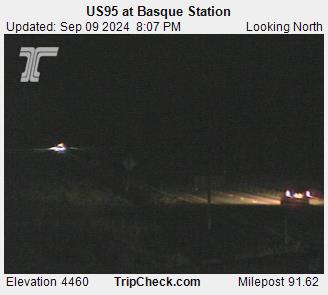 US95 at Basque Station
Updated: Sep 09 2024 8:07 PM Looking North
Elevation 4460 TripCheck.com Milepost 91.62